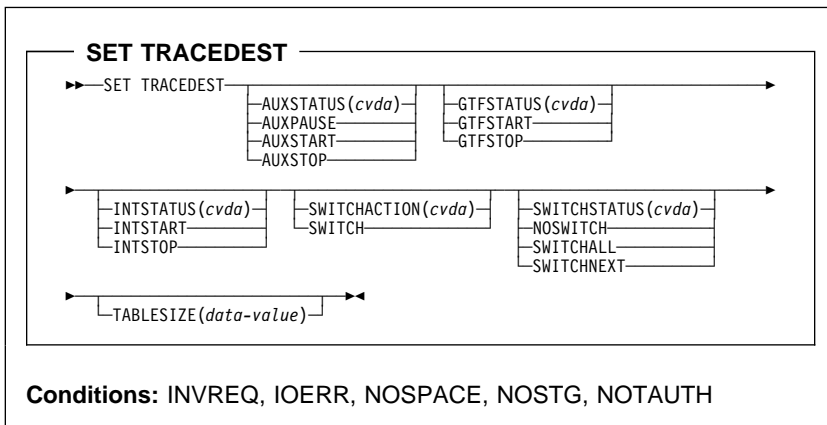 SET TRACEDEST
SET TRACEDEST
AUXSTATUS(cvda) GTFSTATUS(cvda)
AUXPAUSE GTFSTART
AUXSTART GTFSTOP
AUXSTOP
INTSTATUS(cvda) SWITCHACTION(cvda) SWITCHSTATUS(cvda)
INTSTART SWITCH NOSWITCH
INTSTOP SWITCHALL
SWITCHNEXT
TABLESIZE(data-value)
Conditions: INVREQ, IOERR, NOSPACE, NOSTG, NOTAUTH